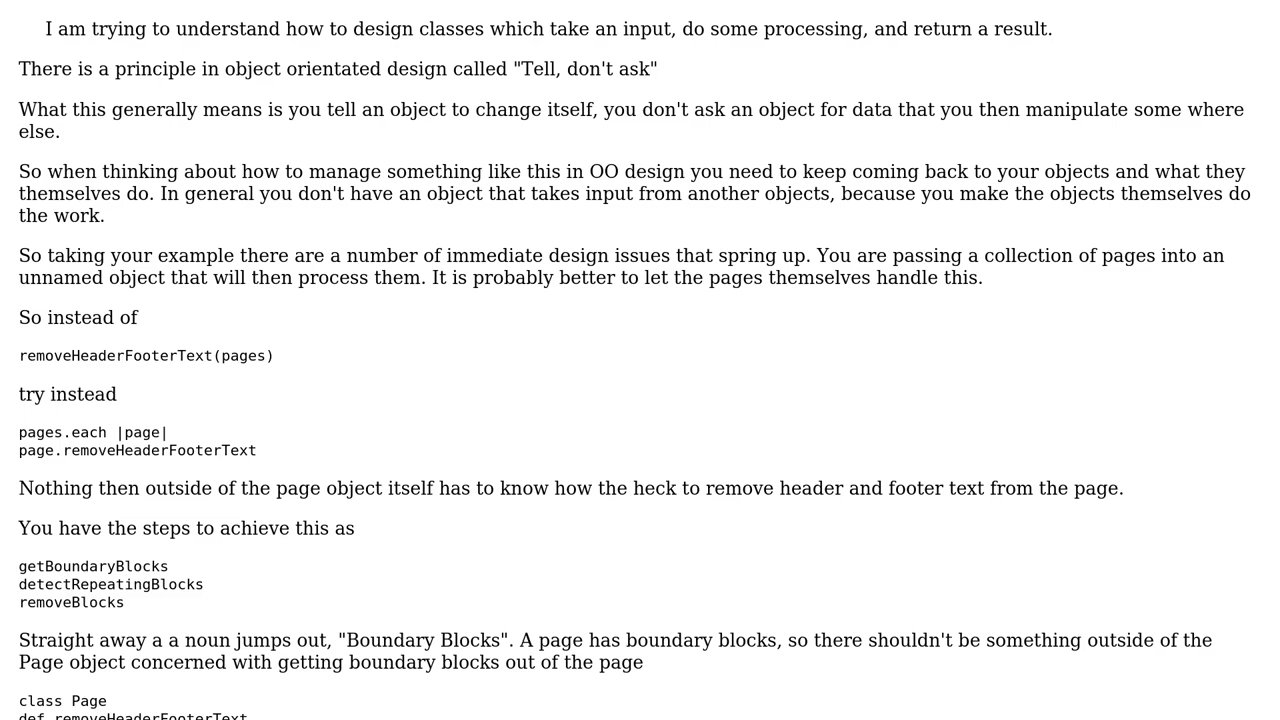 I am trying to understand how to design classes which take an input, do some processing, and return a result.
There is a principle in object orientated design called "Tell, don't ask"
What this generally means is you tell an object to change itself, you don't ask an object for data that you then manipulate some where
else.
So when thinking about how to manage something like this in OO design you need to keep coming back to your objects and what they
themselves do. In general you don't have an object that takes input from another objects, because you make the objects themselves do
the work.
So taking your example there are a number of immediate design issues that spring up. You are passing a collection of pages into an
unnamed object that will then process them. It is probably better to let the pages themselves handle this.
So instead of
removeHeaderFooterText(pages)
try instead
pages.each |page|
page.removeHeaderFooterText
Nothing then outside of the page object itself has to know how the heck to remove header and footer text from the page.
You have the steps to achieve this as
getBoundaryBlocks
detectRepeatingBlocks
removeBlocks
Straight away a a noun jumps out, "Boundary Blocks". A page has boundary blocks, so there shouldn't be something outside of the
Page object concerned with getting boundary blocks out of the page
class Page
def removeHeaderFooterText